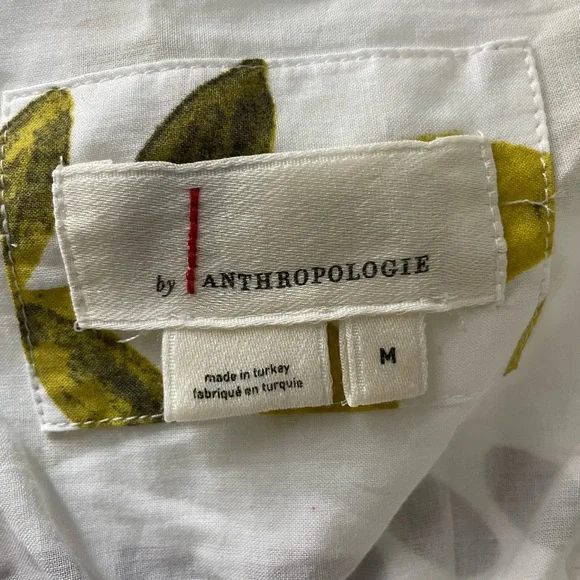 by ANTHROPOLOGIE
made in turkey
fabriqué en turquie
M